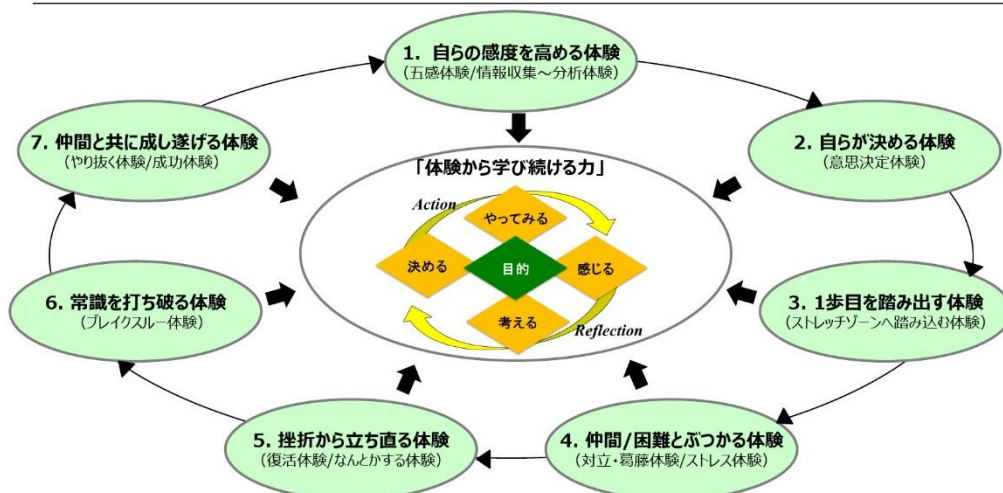 1. 自らの感度を高める体験
(五感体験/情報収集～分析体験)
2. 自らが決める体験
(意思決定体験)
3. 1歩目を踏み出す体験
(ストレッチゾーンへ踏み込む体験)
4. 仲間/困難とぶつかる体験
(対立・葛藤体験/ストレス体験)
5. 挫折から立ち直る体験
(復活体験/なんとかする体験)
6. 常識を打ち破る体験
(ブレイクスルー体験)
7. 仲間と共に成し遂げる体験
(やり抜く体験/成功体験)
「体験から学び続ける力」
Action
やってみる
決める
目的
感じる
考える
Reflection